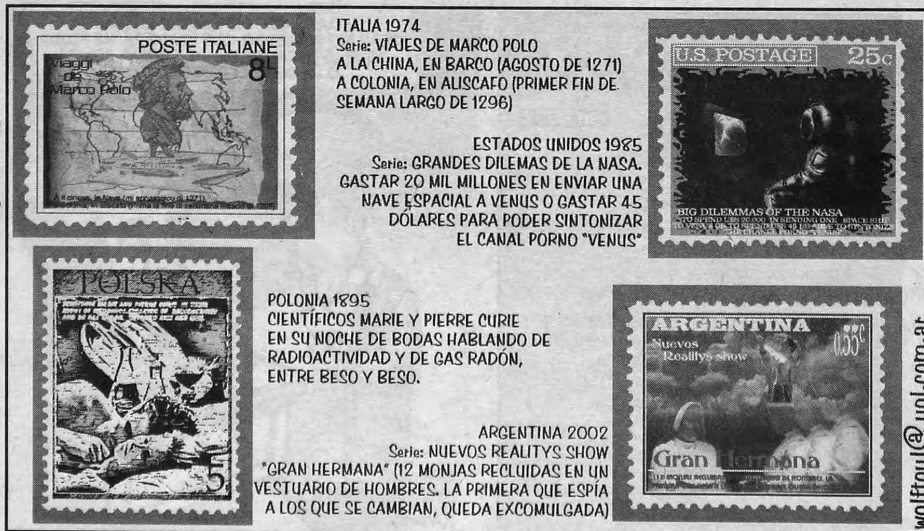 POSTE ITALIANE
8L
Viaggi
de
Marco Polo
ITALIA 1974
Serie: VIAJES DE MARCO POLO
A LA CHINA, EN BARCO (AGOSTO DE 1271)
A COLONIA, EN ALISCAFO (PRIMER FIN DE
SEMANA LARGO DE 1296)
U.S. POSTAGE 25c
BIG DILEMMAS OF THE NASA
ESTADOS UNIDOS 1985
Serie: GRANDES DILEMAS DE LA NASA.
GASTAR 20 MIL MILLONES EN ENVIAR UNA
NAVE ESPACIAL A VENUS O GASTAR 45
DÓLARES PARA PODER SINTONIZAR
EL CANAL PORNO "VENUS"
POLSKA
5
POLONIA 1895
CIENTÍFICOS MARIE Y PIERRE CURIE
EN SU NOCHE DE BODAS HABLANDO DE
RADIOACTIVIDAD Y DE GAS RADÓN,
ENTRE BESO Y BESO.
ARGENTINA
Nuevos
Realitys show
Gran Hermana
ARGENTINA 2002
Serie: NUEVOS REALITYS SHOW
"GRAN HERMANA" (12 MONJAS RECLUIDAS EN UN
VESTUARIO DE HOMBRES. LA PRIMERA QUE ESPÍA
A LOS QUE SE CAMBIAN, QUEDA EXCOMULGADA)